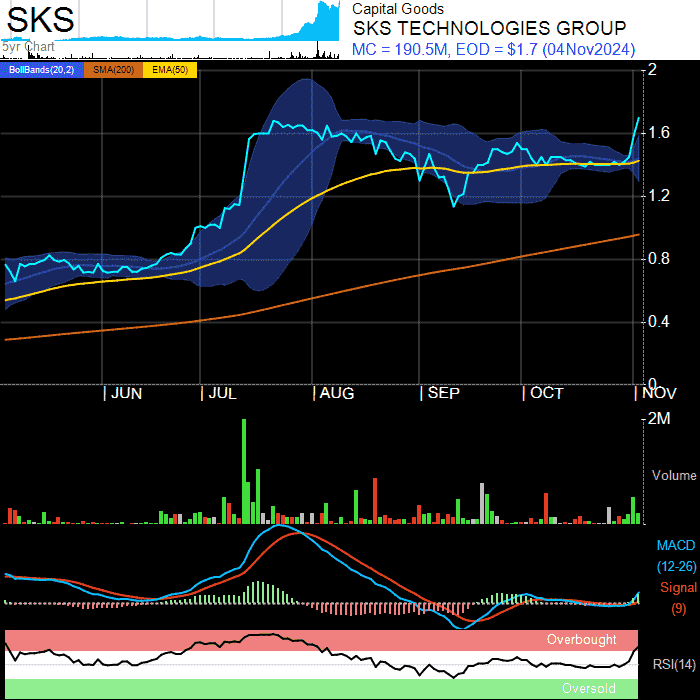 SKS
5yr Chart
Capital Goods
SKS TECHNOLOGIES GROUP
MC = 190.5M, EOD = $1.7 (04Nov2024)
BollBands(20,2) SMA(200) EMA(50)
2
1.6
1.2
0.8
0.4
0
JUN JUL AUG SEP OCT NOV
2M
Volume
MACD
(12-26)
Signal
(9)
Overbought
RSI(14)
Oversold